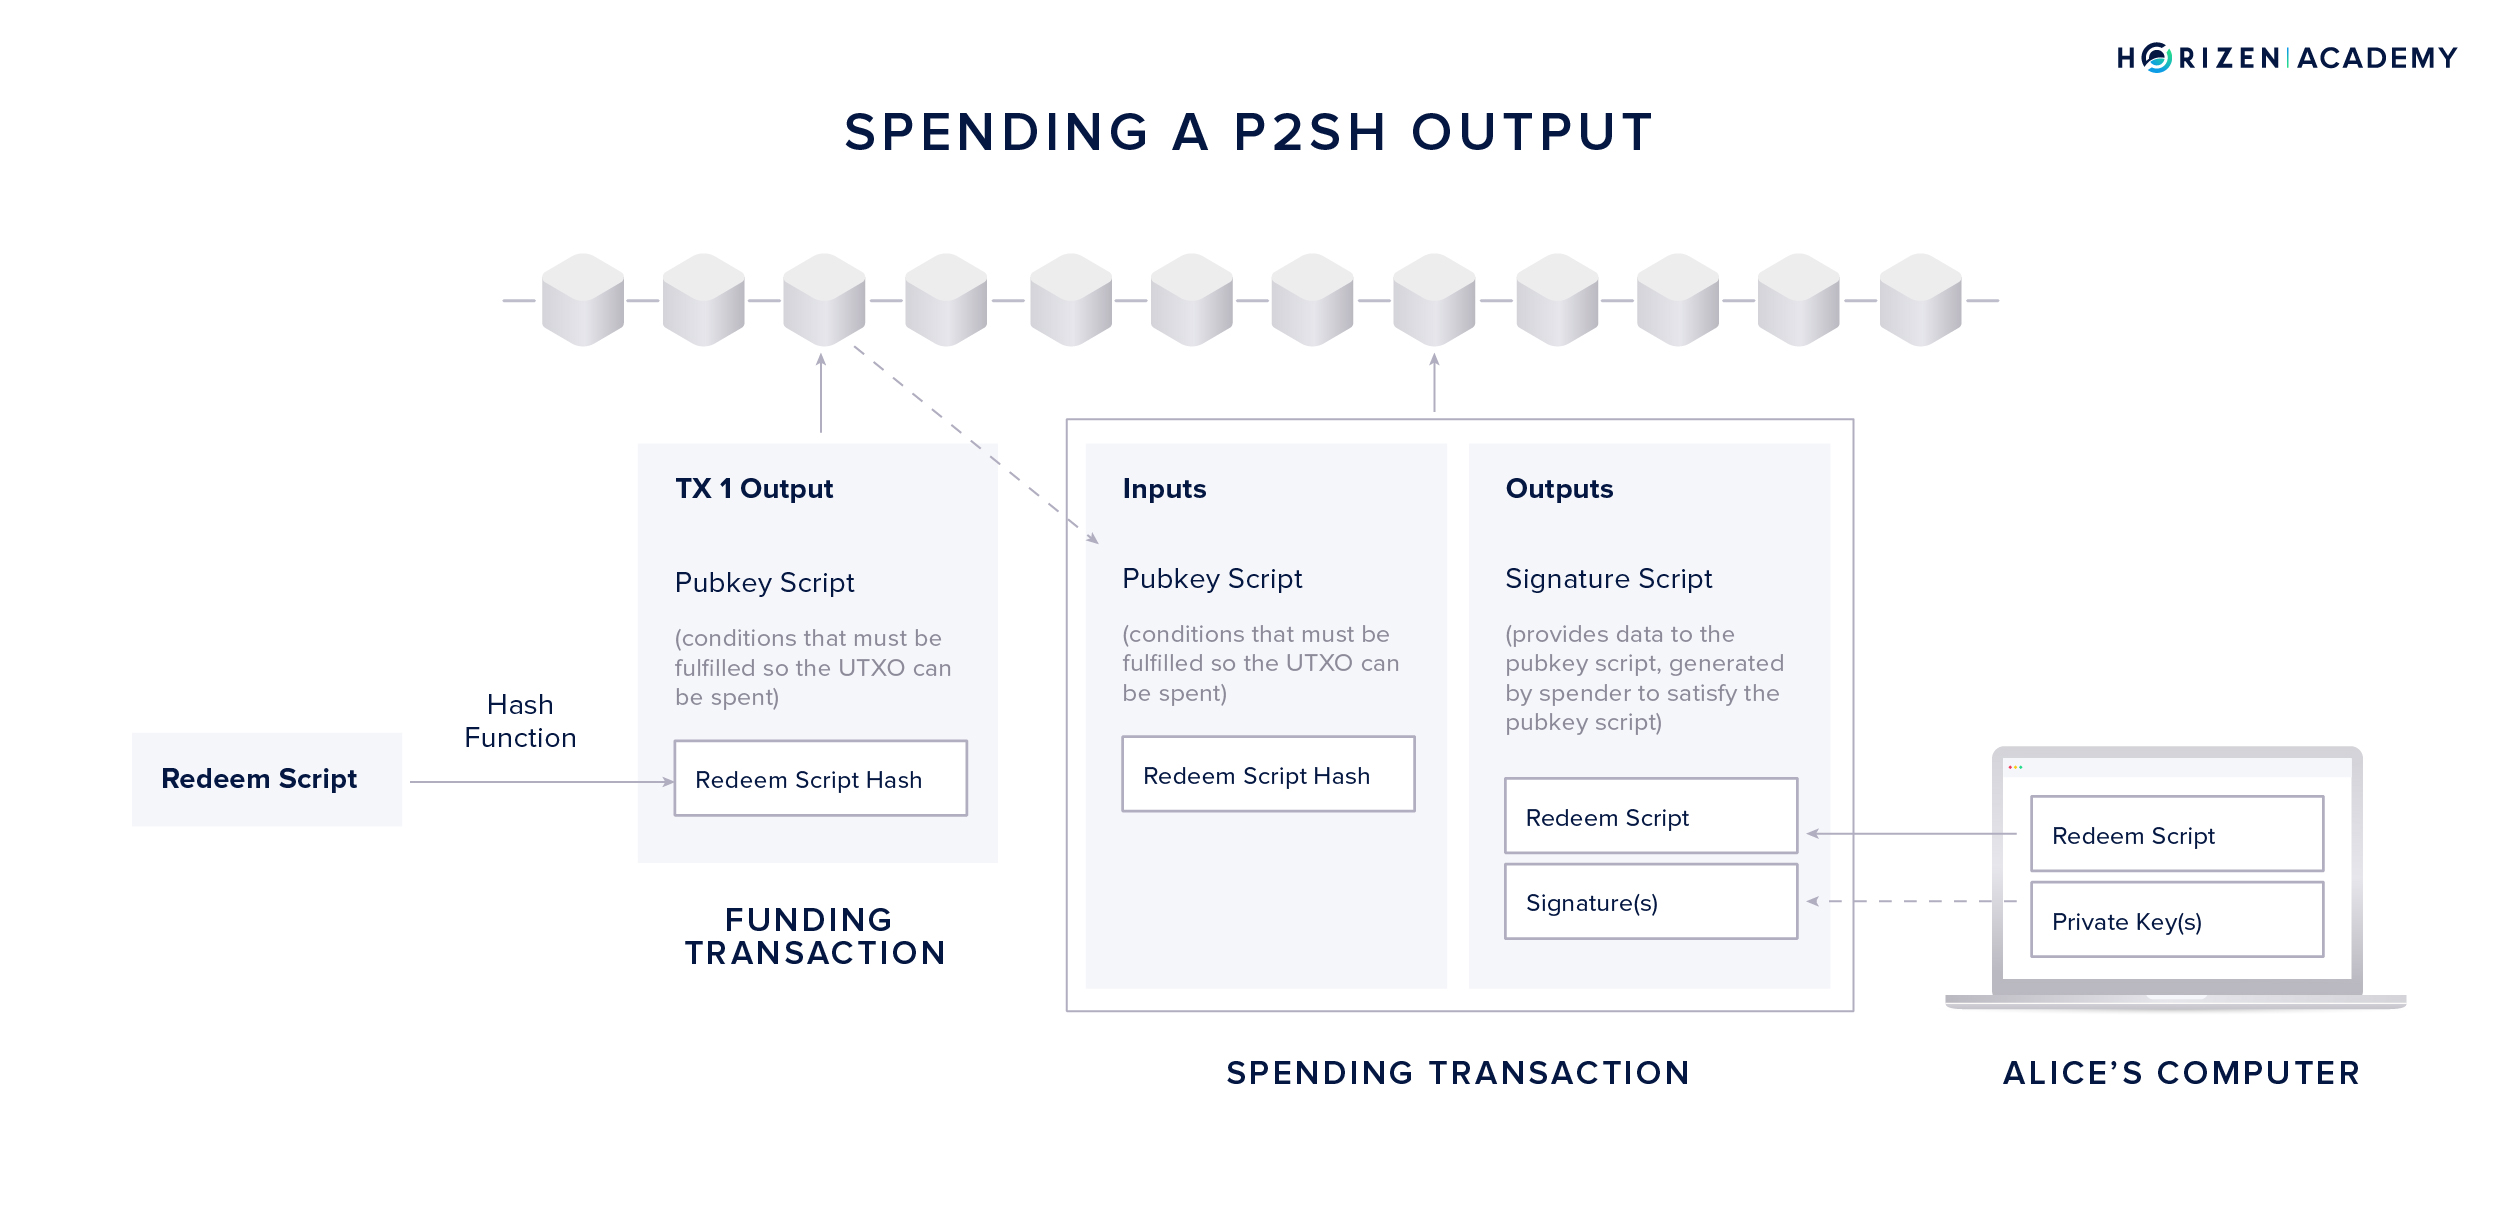 HORIZEN | ACADEMY
SPENDING A P2SH OUTPUT
Redeem Script
Hash
Function
TX 1 Output
Pubkey Script
(conditions that must be
fulfilled so the UTXO can
be spent)
Redeem Script Hash
FUNDING
TRANSACTION
Inputs
Pubkey Script
(conditions that must be
fulfilled so the UTXO can
be spent)
Redeem Script Hash
Outputs
Signature Script
(provides data to the
pubkey script, generated
by spender to satisfy the
pubkey script)
Redeem Script
Signature(s)
SPENDING TRANSACTION
Redeem Script
Private Key(s)
ALICE’S COMPUTER